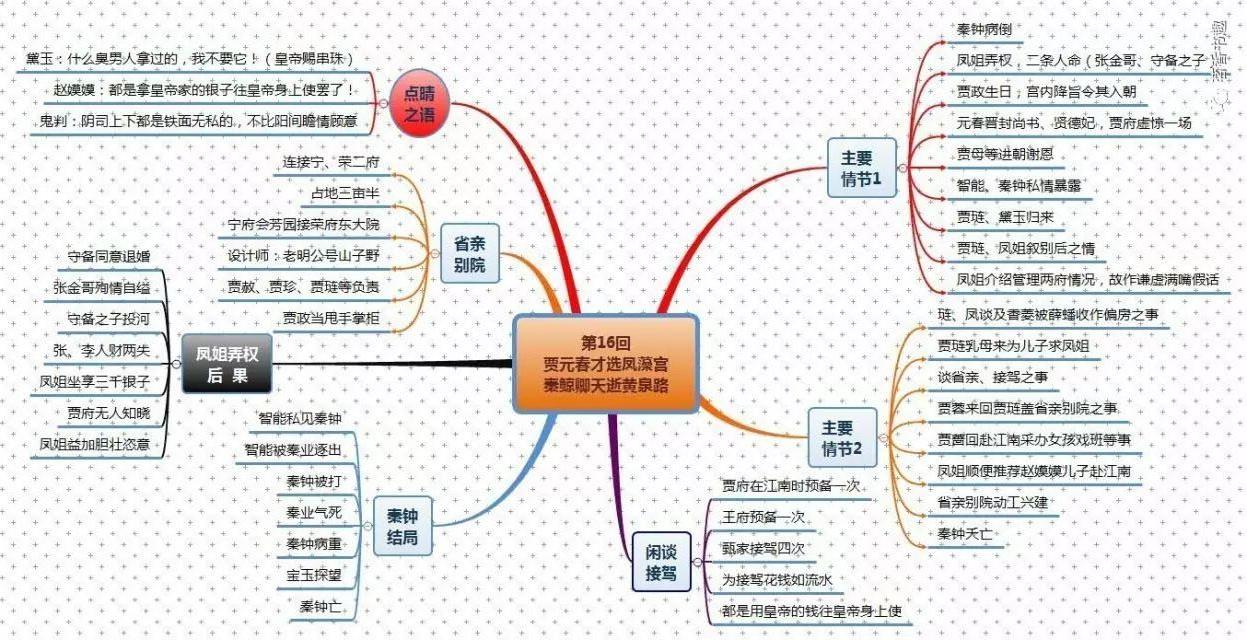 第16回
贾元春才选凤藻宫
秦鲸卿夭逝黄泉路
主要
情节1
秦钟病倒
凤姐弄权，二条人命（张金哥、守备之子
贾政生日，宫内降旨令其入朝
元春晋封尚书、贤德妃，贾府虚惊一场
贾母等进朝谢恩
智能、秦钟私情暴露
贾琏、黛玉归来
贾琏、凤姐叙别后之情
凤姐介绍管理两府情况，故作谦虚满嘴假话
主要
情节2
琏、凤谈及香菱被薛蟠收作偏房之事
贾琏乳母来为儿子求凤姐
谈省亲、接驾之事
贾蓉来回贾琏盖省亲别院之事
贾蔷回赴江南采办女孩戏班等事
凤姐顺便推荐赵嬷嬷儿子赴江南
省亲别院动工兴建
秦钟夭亡
闲谈
接驾
贾府在江南时预备一次
王府预备一次
甄家接驾四次
为接驾花钱如流水
都是用皇帝的钱往皇帝身上使
点睛
之语
黛玉：什么臭男人拿过的，我不要它！（皇帝赐串珠）
赵嬷嬷：都是拿皇帝家的银子往皇帝身上使罢了！
鬼判：阴司上下都是铁面无私的，不比阳间瞻情顾意
省亲
别院
连接宁、荣二府
占地三亩半
宁府会芳园接荣府东大院
设计师：老明公号山子野
贾赦、贾珍、贾琏等负责
贾政当甩手掌柜
凤姐弄权
后 果
守备同意退婚
张金哥殉情自缢
守备之子投河
张、李人财两失
凤姐坐享三千银子
贾府无人知晓
凤姐益加胆壮恣意
秦钟
结局
智能私见秦钟
智能被秦业逐出
秦钟被打
秦业气死
秦钟病重
宝玉探望
秦钟亡